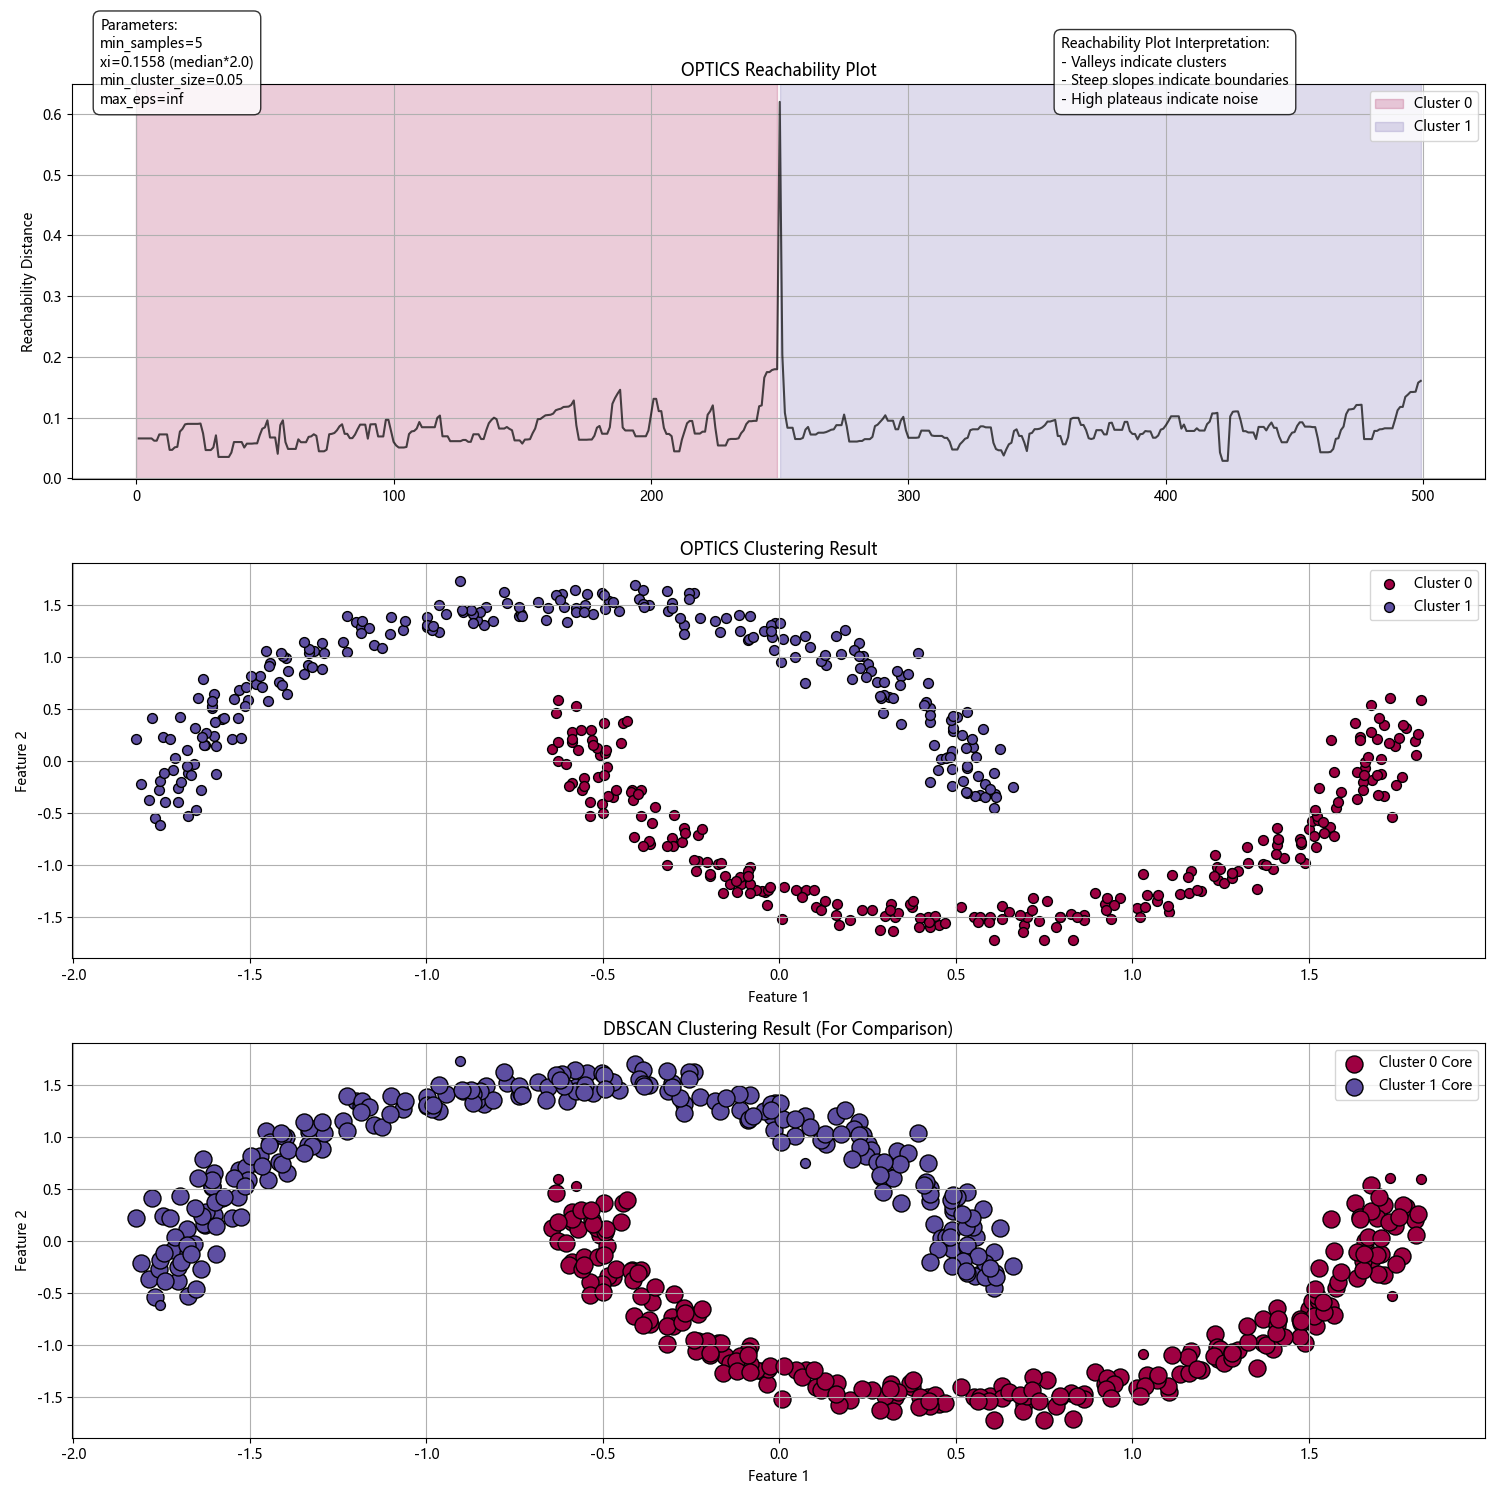 Parameters:
min_samples=5
xi=0.1558 (median*2.0)
min_cluster_size=0.05
max_eps=inf
Reachability Plot Interpretation:
- Valleys indicate clusters
- Steep slopes indicate boundaries
- High plateaus indicate noise
OPTICS Reachability Plot
Cluster 0
Cluster 1
Reachability Distance
0.6
0.5
0.4
0.3
0.2
0.1
0.0
0 100 200 300 400 500
OPTICS Clustering Result
Cluster 0
Cluster 1
Feature 2
1.5
1.0
0.5
0.0
-0.5
-1.0
-1.5
-2.0 -1.5 -1.0 -0.5 0.0 0.5 1.0 1.5
Feature 1
DBSCAN Clustering Result (For Comparison)
Cluster 0 Core
Cluster 1 Core
Feature 2
1.5
1.0
0.5
0.0
-0.5
-1.0
-1.5
-2.0 -1.5 -1.0 -0.5 0.0 0.5 1.0 1.5
Feature 1